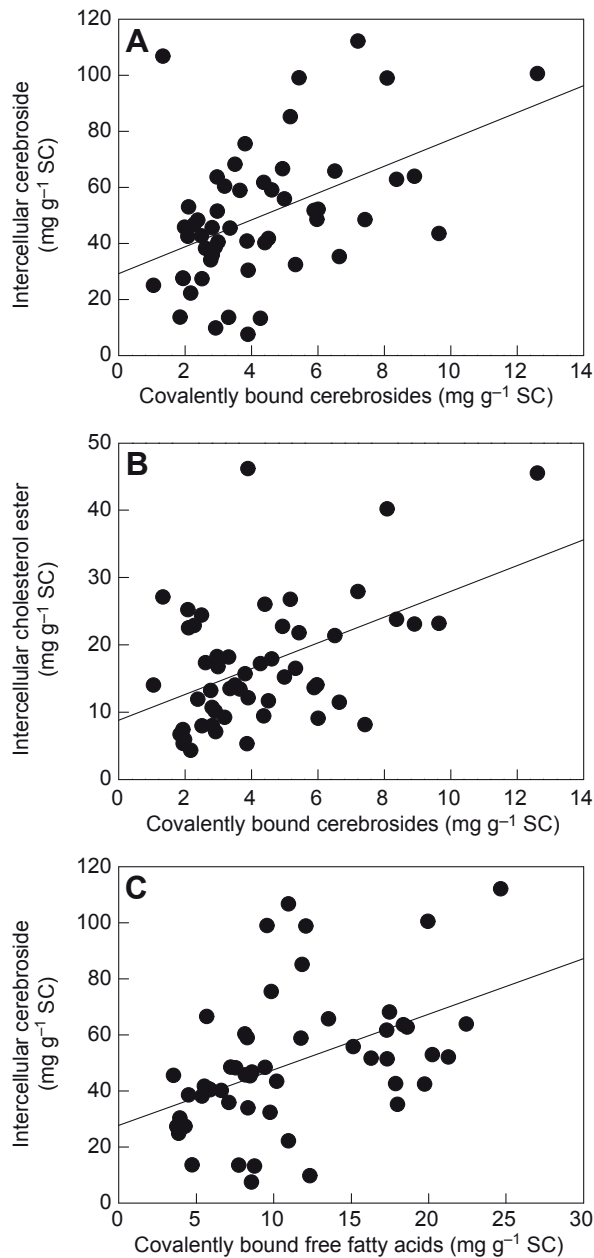 A
Intercellular cerebroside
(mg g⁻¹ SC)
120
100
80
60
40
20
0
0 2 4 6 8 10 12 14
Covalently bound cerebrosides (mg g⁻¹ SC)
B
Intercellular cholesterol ester
(mg g⁻¹ SC)
50
40
30
20
10
0
0 2 4 6 8 10 12 14
Covalently bound cerebrosides (mg g⁻¹ SC)
C
Intercellular cerebroside
(mg g⁻¹ SC)
120
100
80
60
40
20
0
0 5 10 15 20 25 30
Covalently bound free fatty acids (mg g⁻¹ SC)